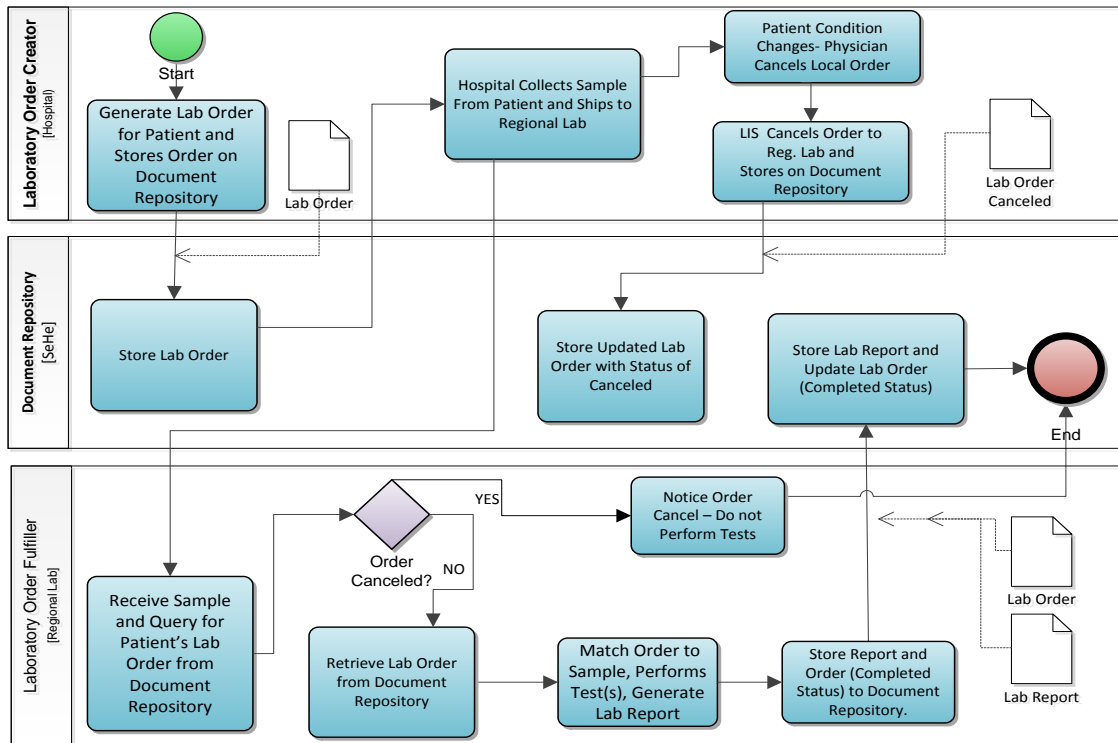 Laboratory Order Creator
[Hospital]
Start
Generate Lab Order
for Patient and
Stores Order on
Document
Repository
Lab Order
Hospital Collects Sample
From Patient and Ships to
Regional Lab
Patient Condition
Changes- Physician
Cancels Local Order
LIS Cancels Order to
Reg. Lab and
Stores on Document
Repository
Lab Order
Canceled
Document Repository
[SeHe]
Store Lab Order
Store Updated Lab
Order with Status of
Canceled
Store Lab Report and
Update Lab Order
(Completed Status)
End
Laboratory Order Fulfiller
[Regional Lab]
Receive Sample
and Query for
Patient’s Lab
Order from
Document
Repository
Order
Canceled?
YES
NO
Notice Order
Cancel – Do not
Perform Tests
Retrieve Lab Order
from Document
Repository
Match Order to
Sample, Performs
Test(s), Generate
Lab Report
Store Report and
Order (Completed
Status) to Document
Repository.
Lab Order
Lab Report